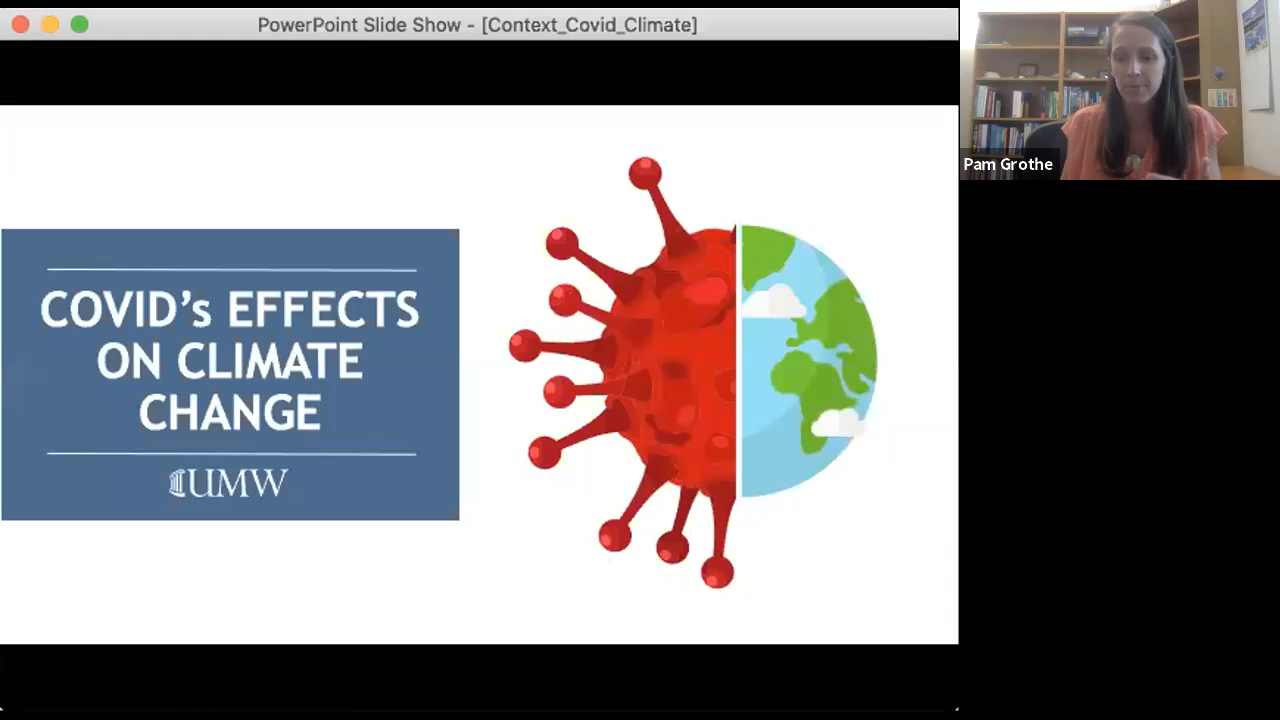 PowerPoint Slide Show - [Context_Covid_Climate]
Pam Grothe
COVID's EFFECTS
ON CLIMATE
CHANGE
UMW